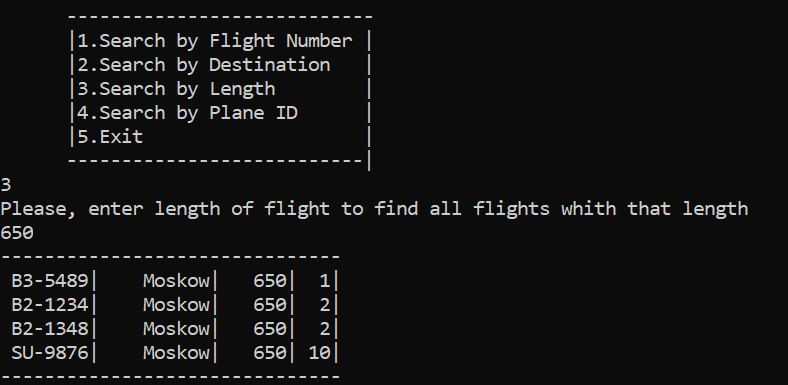 -----------------------------
|1.Search by Flight Number |
|2.Search by Destination   |
|3.Search by Length        |
|4.Search by Plane ID      |
|5.Exit                    |
----------------------------|
3
Please, enter length of flight to find all flights whith that length
650
--------------------------------
 B3-5489|    Moskow|   650|  1|
 B2-1234|    Moskow|   650|  2|
 B2-1348|    Moskow|   650|  2|
 SU-9876|    Moskow|   650| 10|
--------------------------------